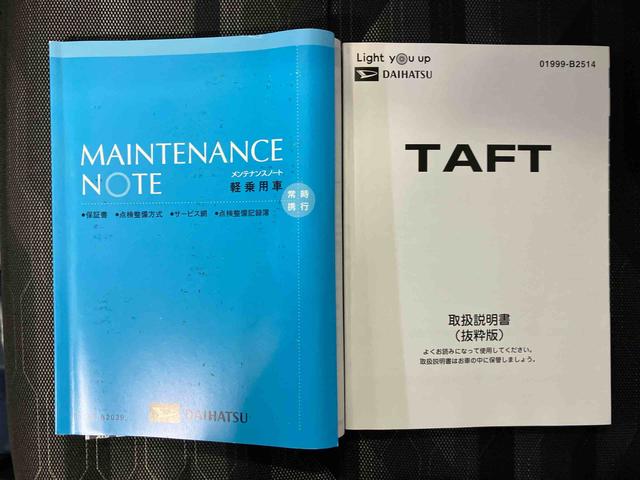 MAINTENANCE
NOTE
メンテナンスノート
軽乗用車
常時
携行
●保証書 ●点検整備方式 ●サービス網 ●点検整備記録簿
DAIHATSU
Light you up
DAIHATSU
01999-B2514
TAFT
取扱説明書
(抜粋版)
よくお読みになって使用してください。
取扱説明書はお車の中に保管しましょう。